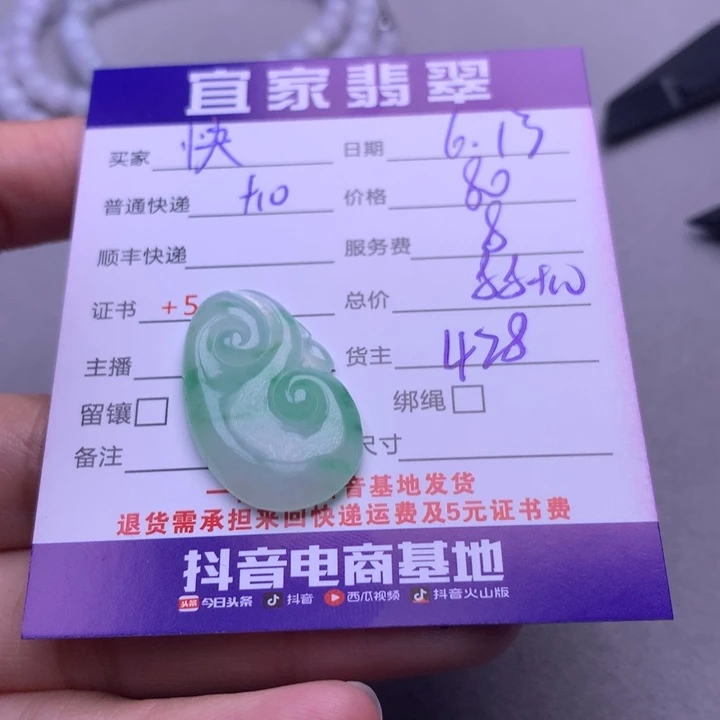 宜家翡翠
买家 快 日期 6.13
普通快递 +10 价格 80
顺丰快递 服务费 8
证书 +5 总价 +10
主播 货主 428
留镶 绑绳
备注 尺寸
音基地发货
退货需承担来回快递运费及5元证书费
抖音电商基地
头条 今日头条 抖音 西瓜视频 抖音火山版